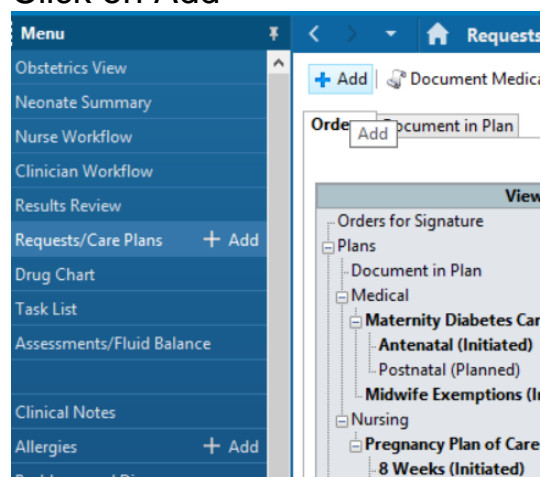 Click on Add
Menu
Obstetrics View
Neonate Summary
Nurse Workflow
Clinician Workflow
Results Review
Requests/Care Plans + Add
Drug Chart
Task List
Assessments/Fluid Balance
Clinical Notes
Allergies + Add
Requests
+ Add Document Medica
Orde Document in Plan
Add
View
Orders for Signature
Plans
Document in Plan
Medical
Maternity Diabetes Car
Antenatal (Initiated)
Postnatal (Planned)
Midwife Exemptions (I
Nursing
Pregnancy Plan of Care
8 Weeks (Initiated)